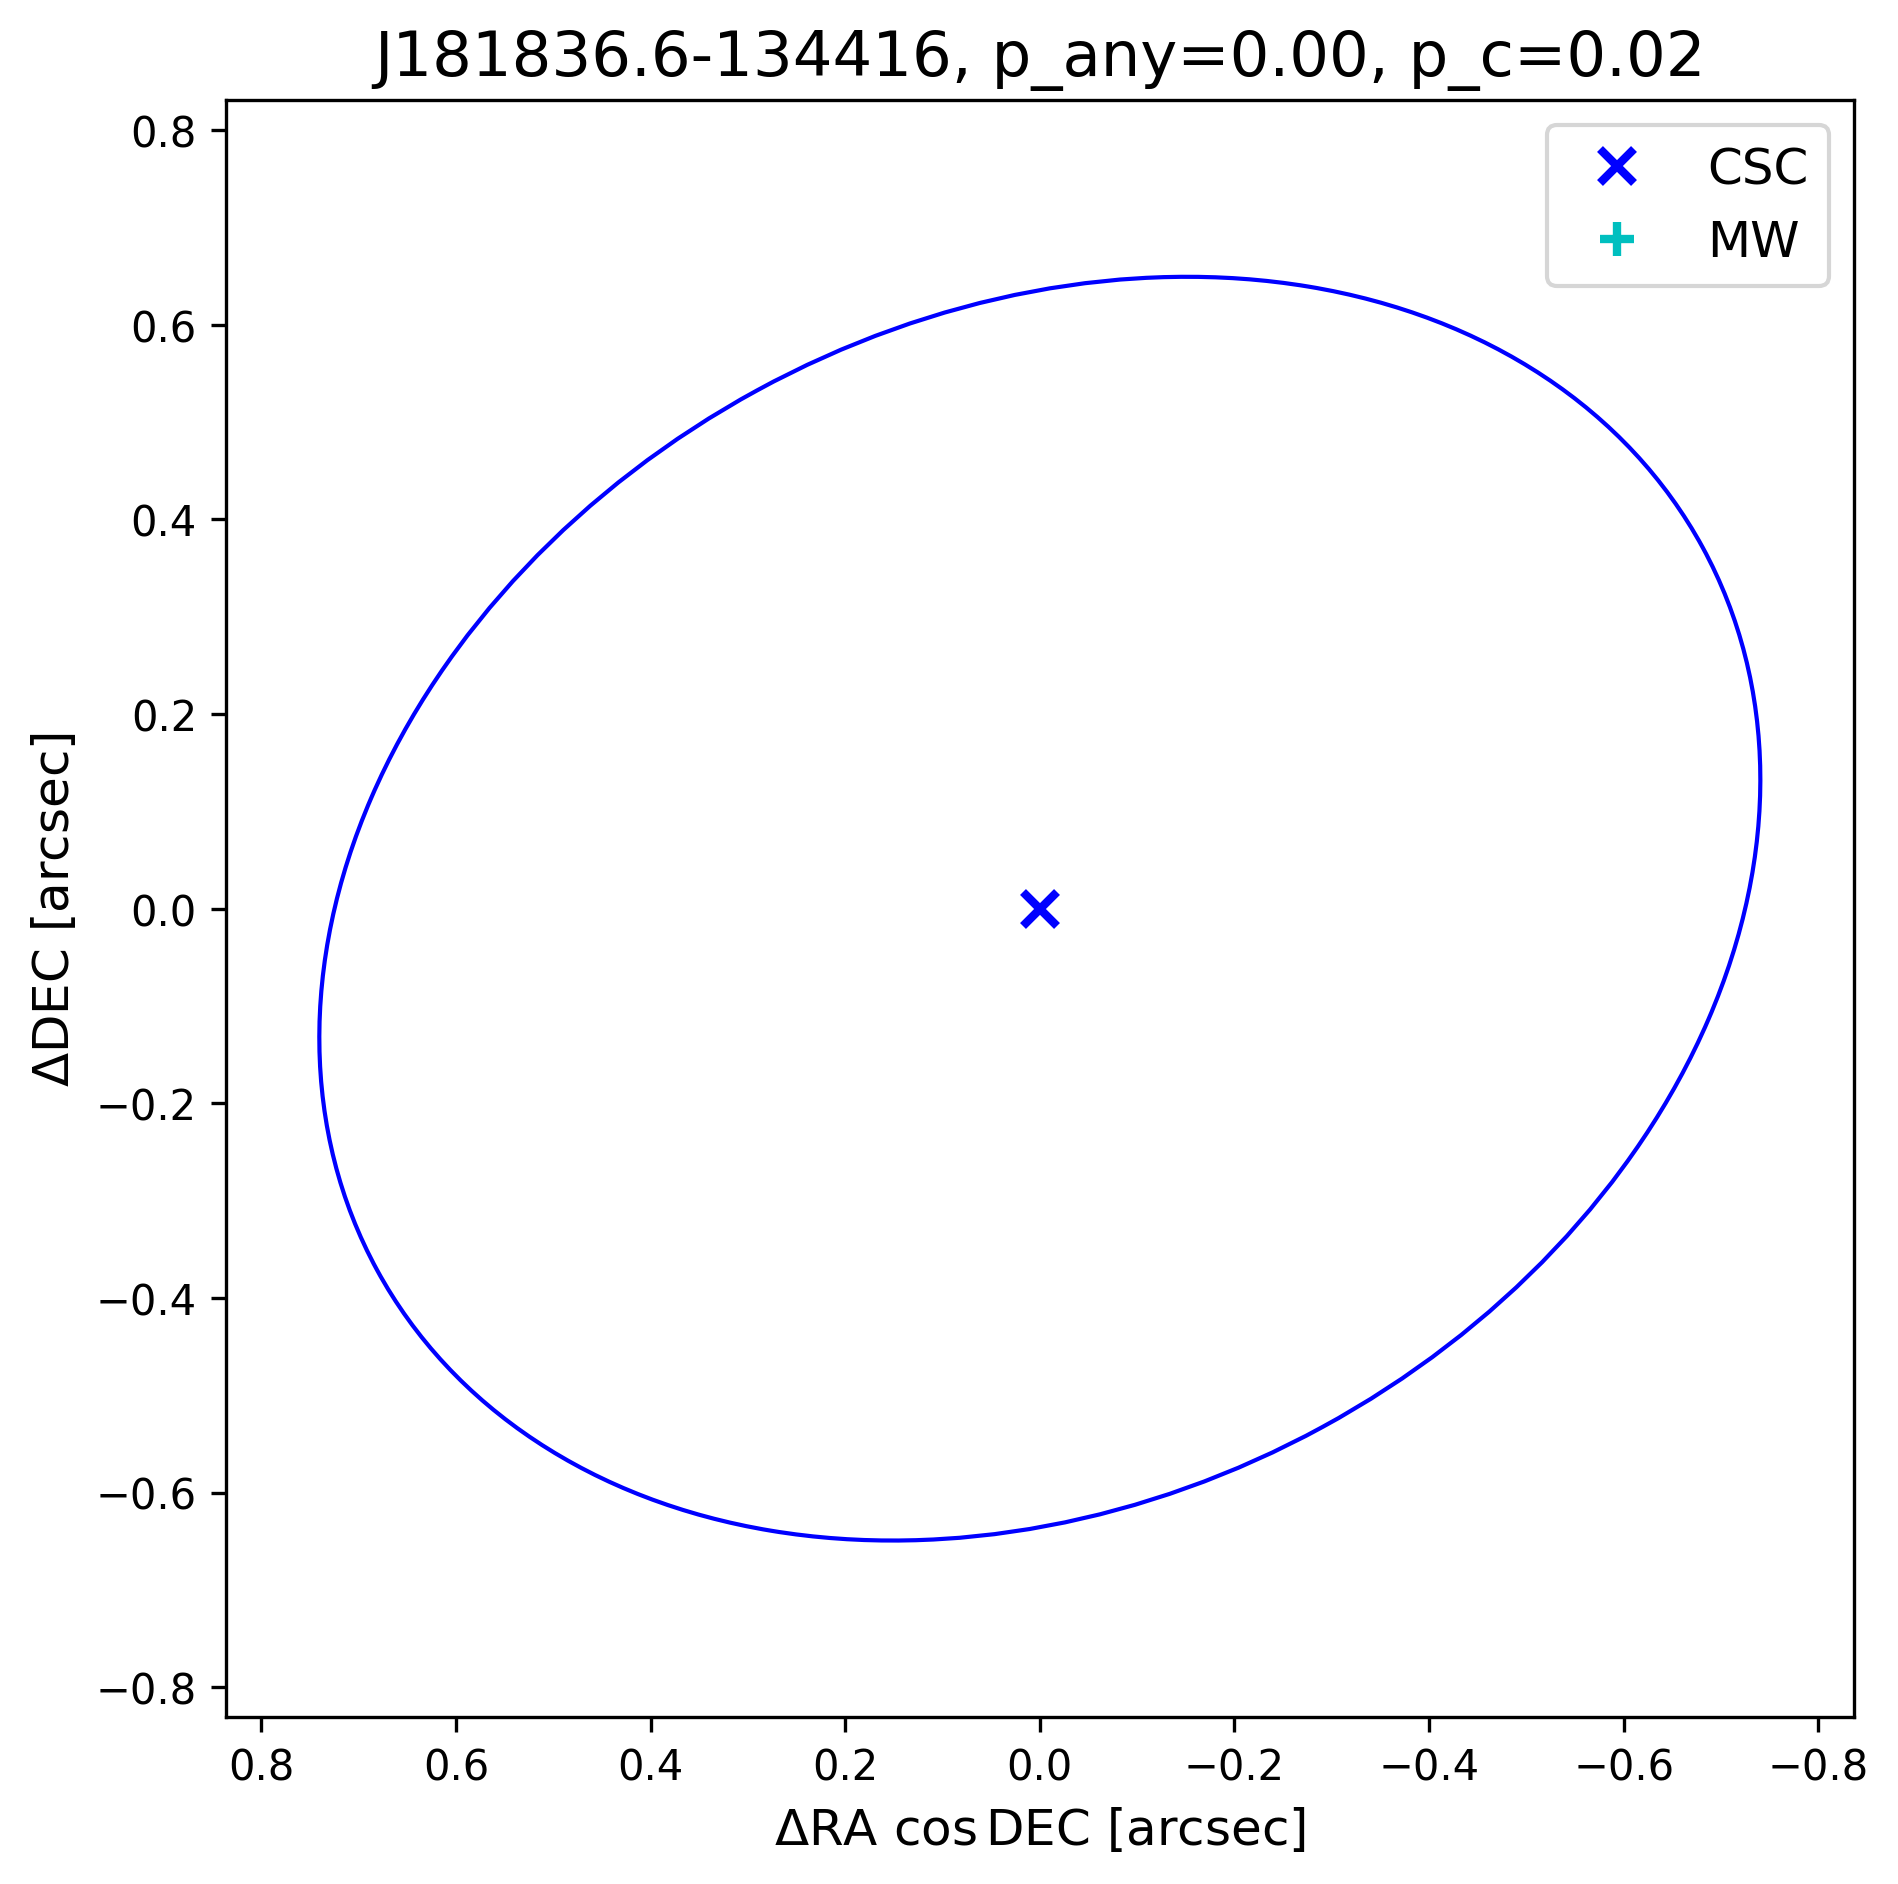 J181836.6-134416, p_any=0.00, p_c=0.02
CSC
MW
0.8
0.6
0.4
0.2
0.0
−0.2
−0.4
−0.6
−0.8
ΔDEC [arcsec]
0.8 0.6 0.4 0.2 0.0 −0.2 −0.4 −0.6 −0.8
ΔRA cos DEC [arcsec]